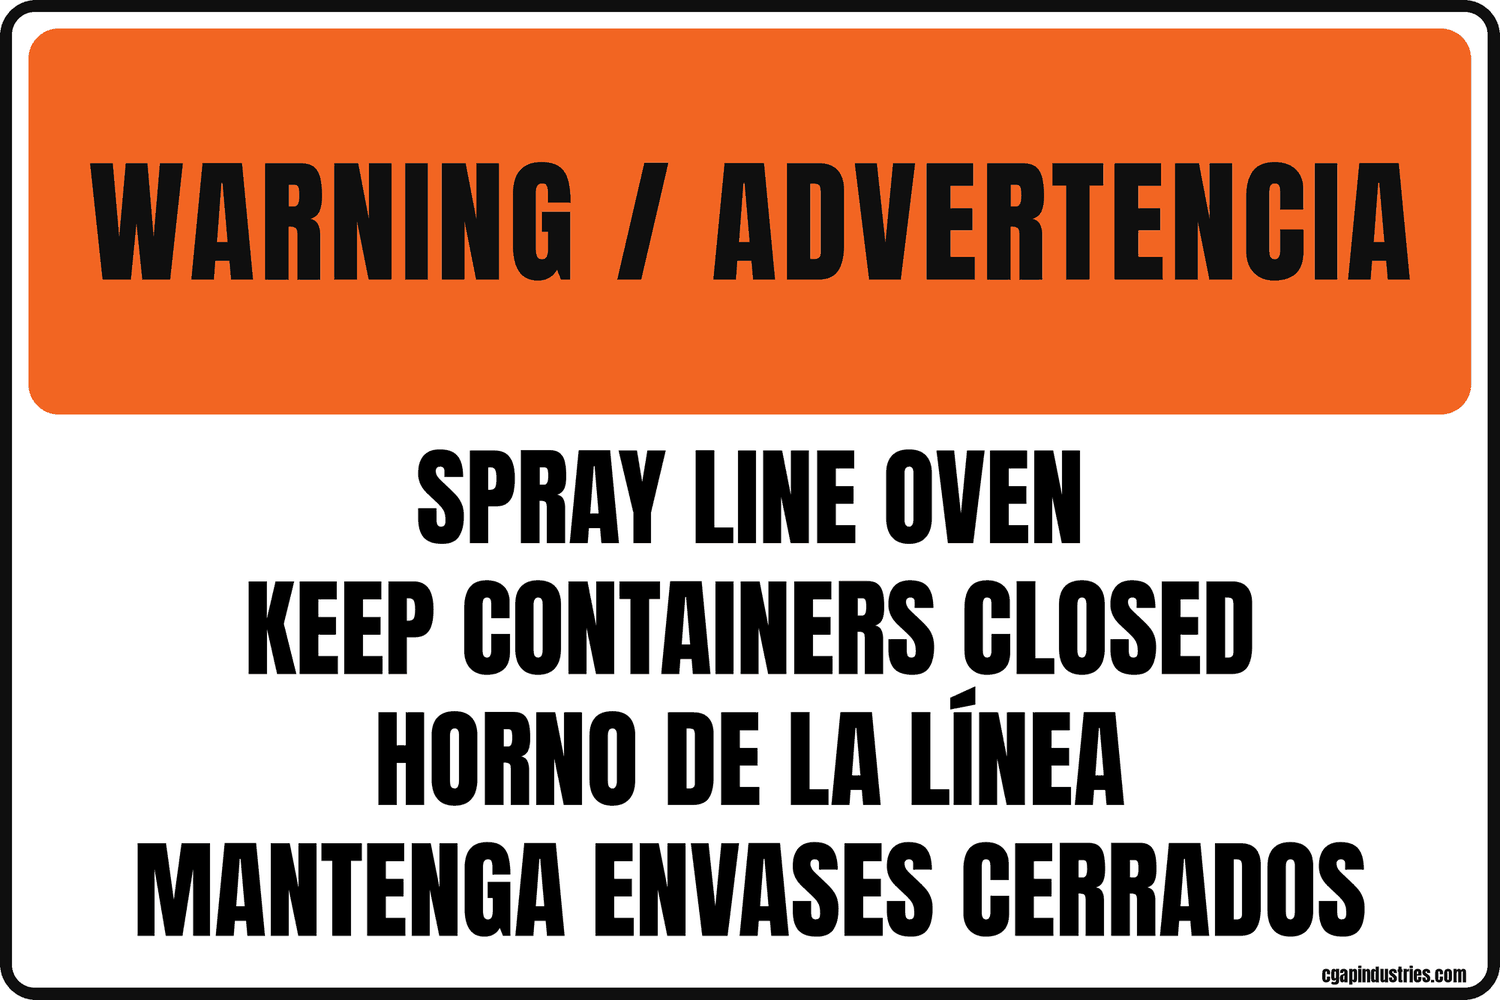 WARNING / ADVERTENCIA
SPRAY LINE OVEN
KEEP CONTAINERS CLOSED
HORNO DE LA LÍNEA
MANTENGA ENVASES CERRADOS
cgapindustries.com